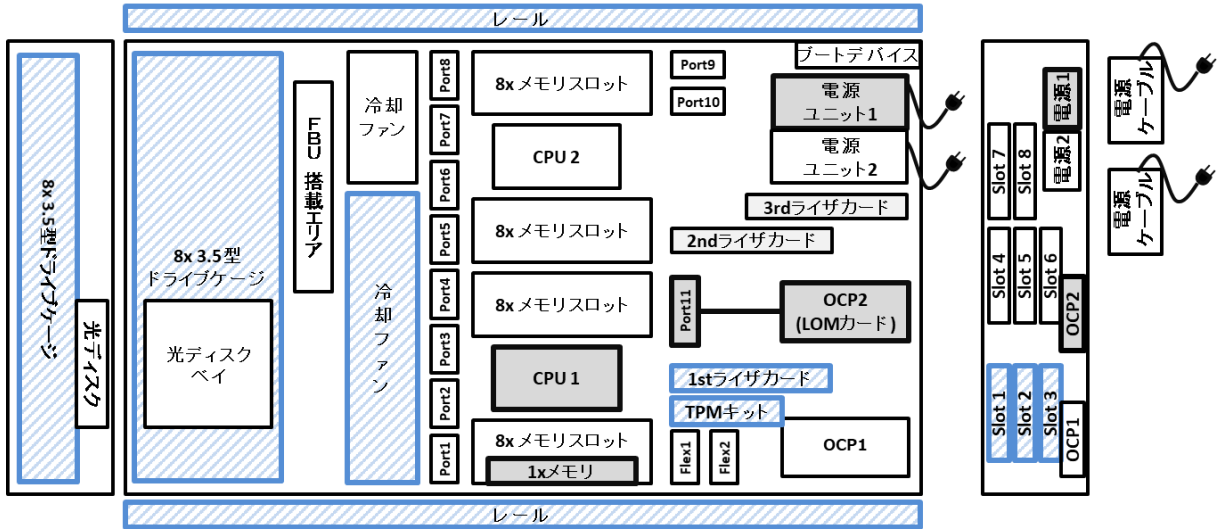 レール
8x 3.5型ドライブケージ
光ディスク
8x 3.5型
ドライブケージ
光ディスク
ベイ
FBU 搭載エリア
冷却
ファン
冷却ファン
Port8
Port7
Port6
Port5
Port4
Port3
Port2
Port1
8x メモリスロット
CPU 2
8x メモリスロット
8x メモリスロット
CPU 1
8x メモリスロット
1xメモリ
Port9
Port10
ブートデバイス
電源
ユニット1
電源
ユニット2
3rdライザカード
2ndライザカード
Port11
OCP2
(LOMカード)
1stライザカード
TPMキット
Flex1
Flex2
OCP1
レール
電源1
電源2
Slot 7
Slot 8
Slot 4
Slot 5
Slot 6
OCP2
Slot 1
Slot 2
Slot 3
OCP1
電源
ケーブル
電源
ケーブル